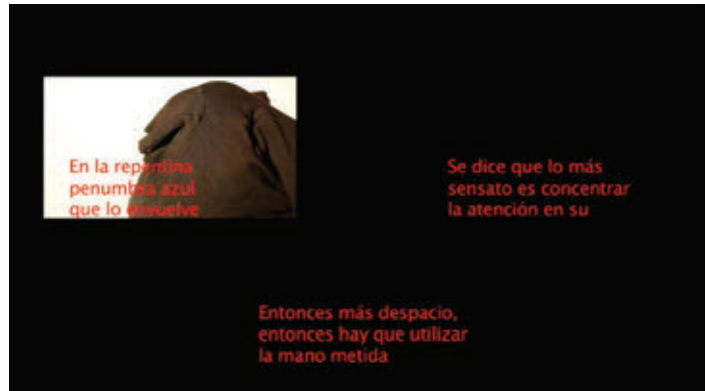 En la repentina
penumbra azul
que lo envuelve
Se dice que lo más
sensato es concentrar
la atención en su
Entonces más despacio,
entonces hay que utilizar
la mano metida